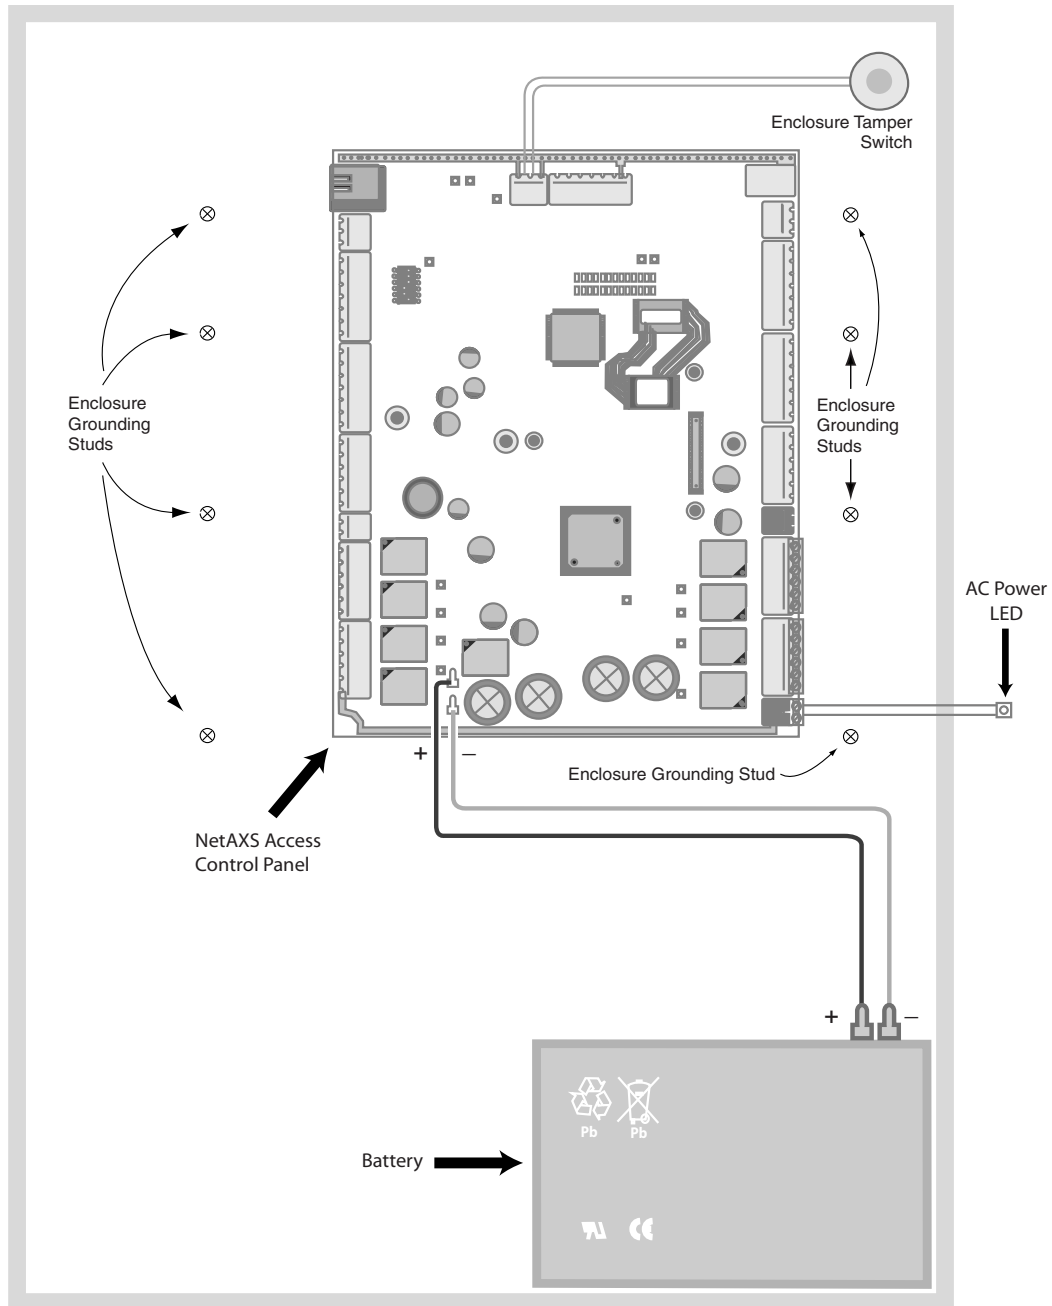 Enclosure Tamper
Switch
Enclosure
Grounding
Studs
Enclosure
Grounding
Studs
AC Power
LED
+ –
Enclosure Grounding Stud
NetAXS Access
Control Panel
+ –
Pb Pb
Battery
CE